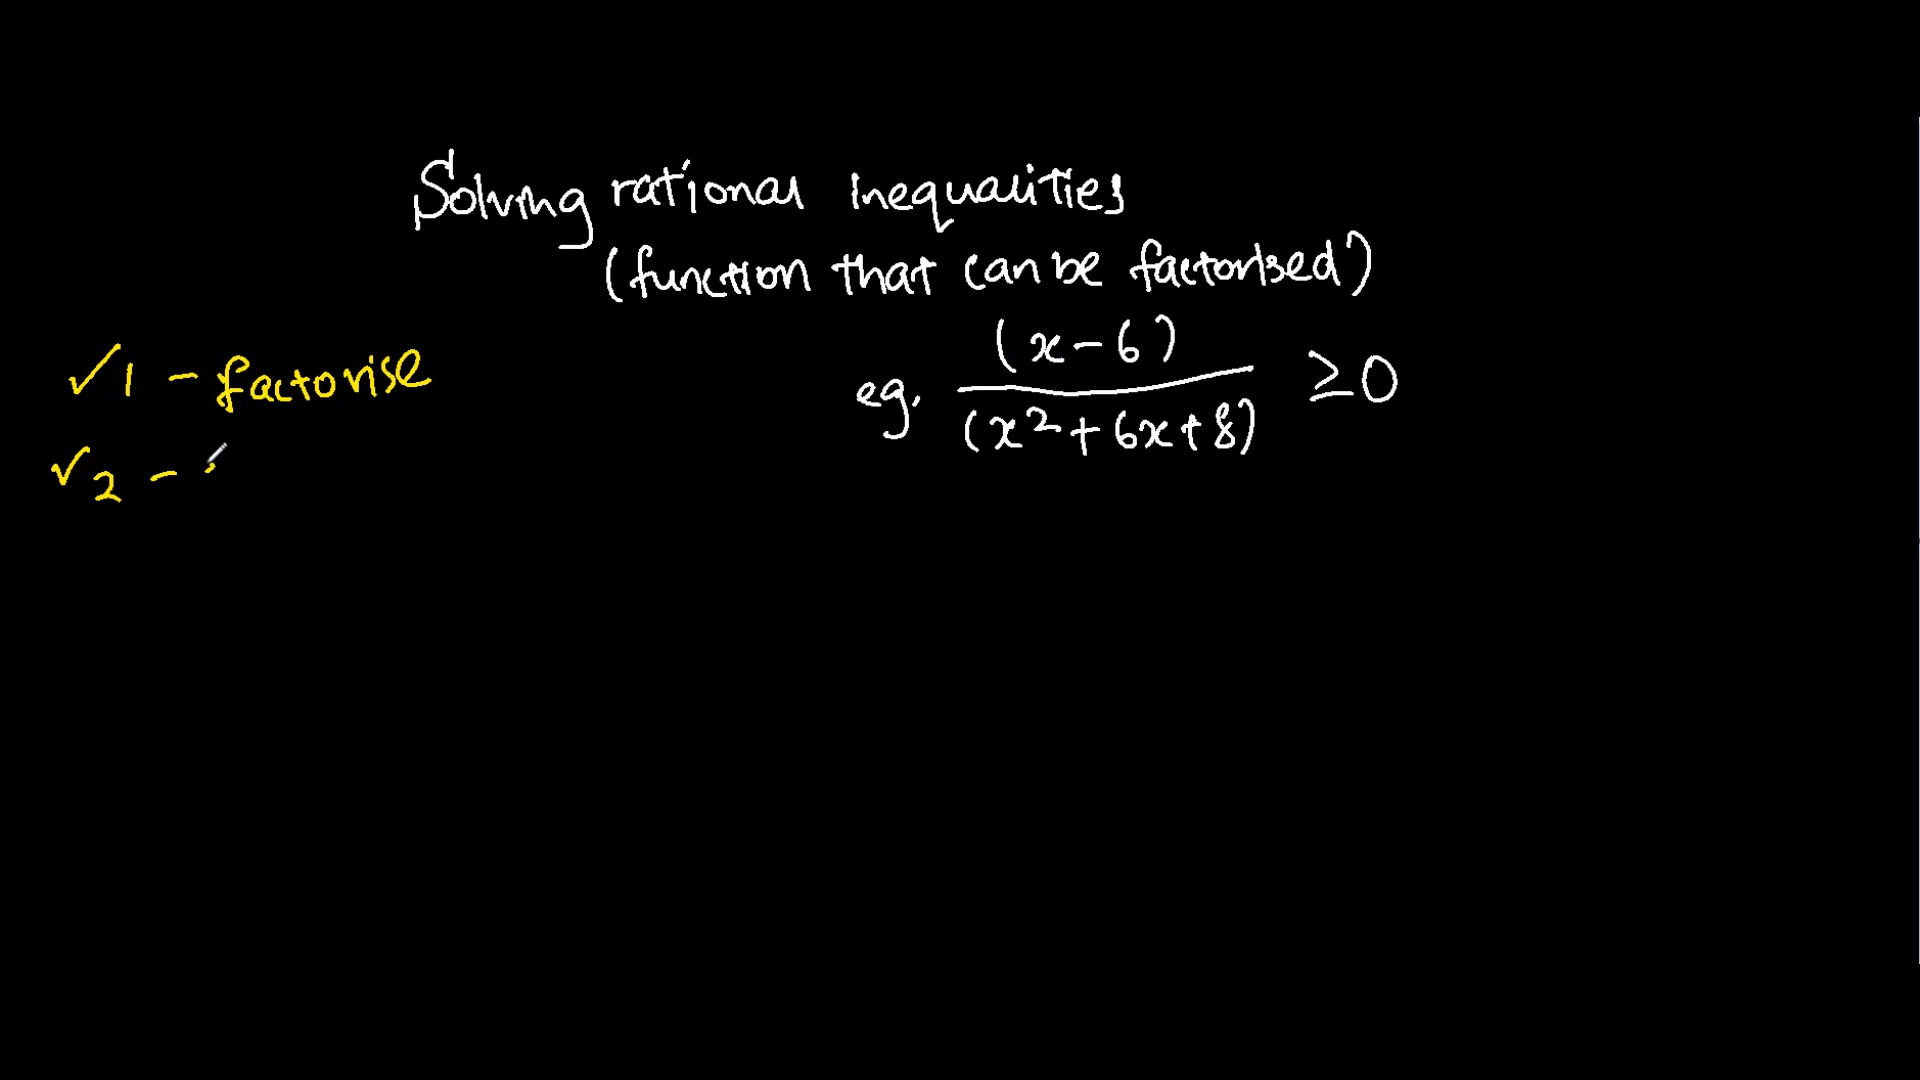 Solving rational inequalities
(function that can be factorised)
eg. (x-6) / (x²+6x+8) ≥0
✓1 - factorise
✓2 -